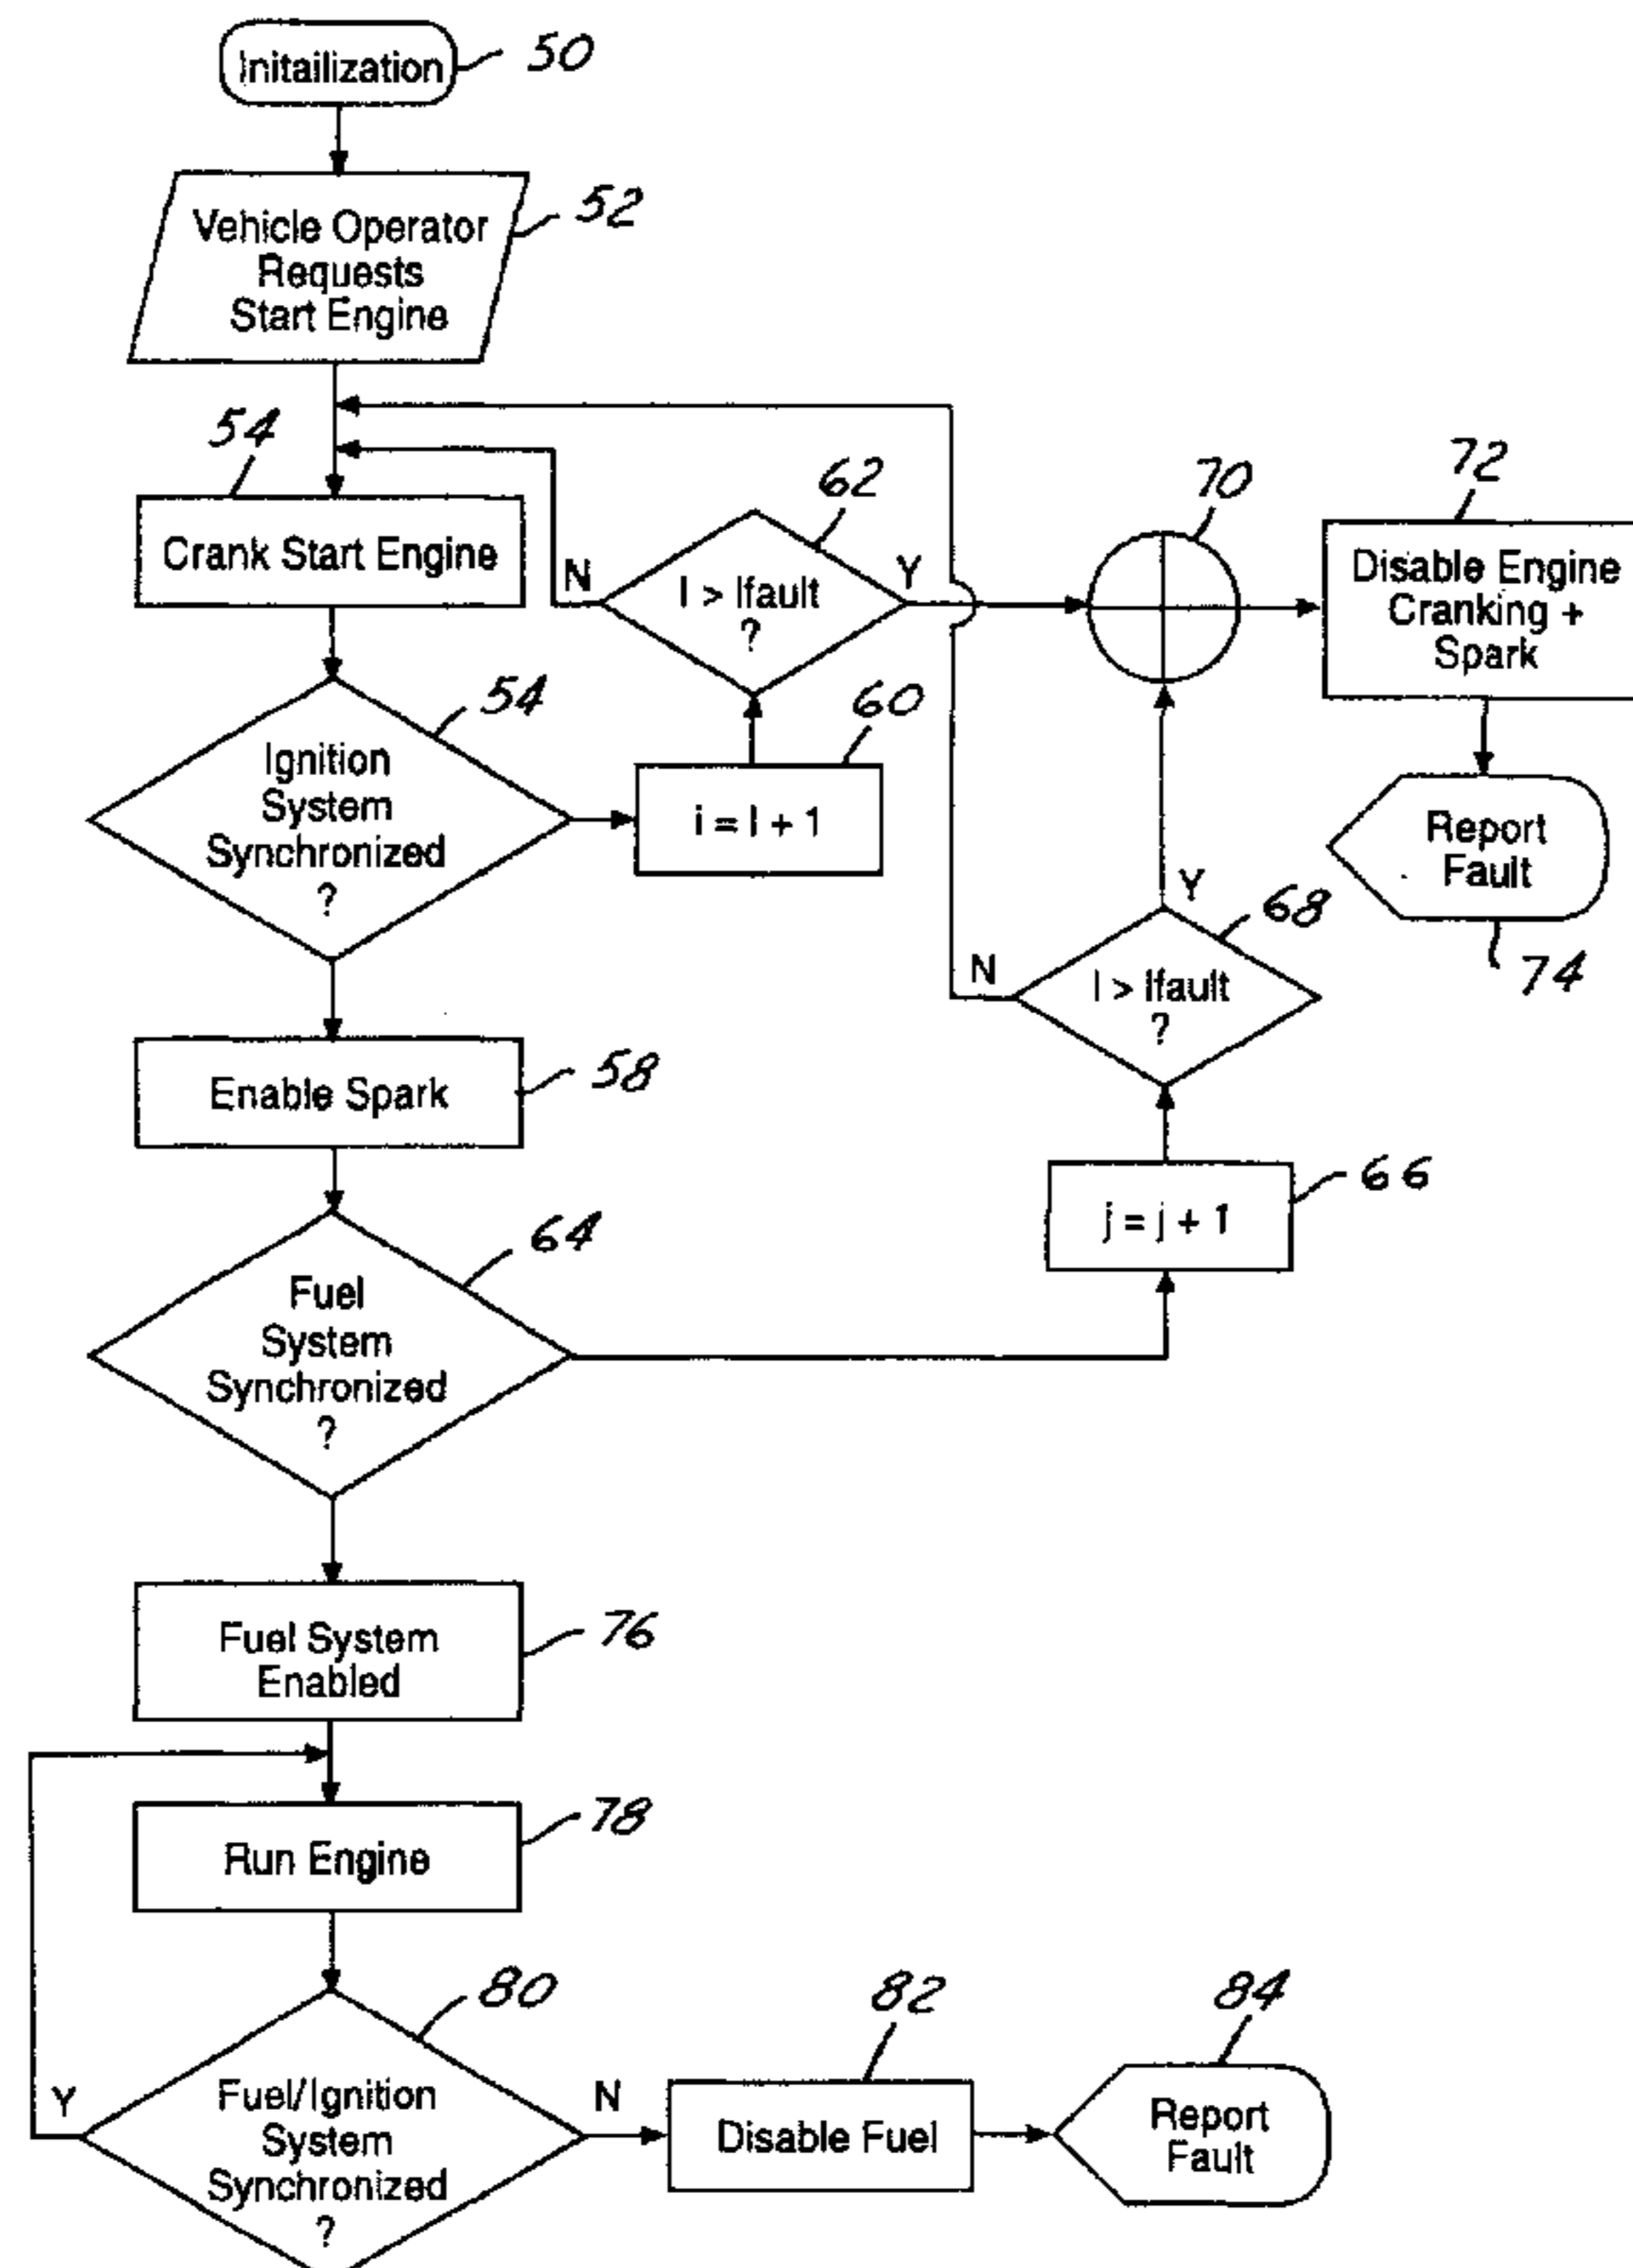 Initailization
50
Vehicle Operator
Requests
Start Engine
52
54
Crank Start Engine
N
I > Ifault
?
Y
62
70
72
Disable Engine
Cranking +
Spark
Ignition
System
Synchronized
?
54
i = I + 1
60
Report
Fault
74
Y
68
N
I > Ifault
?
Enable Spark
58
j = j + 1
66
Fuel
System
Synchronized
?
64
Fuel System
Enabled
76
Run Engine
78
80
Y
Fuel/Ignition
System
Synchronized
?
N
82
Disable Fuel
84
Report
Fault